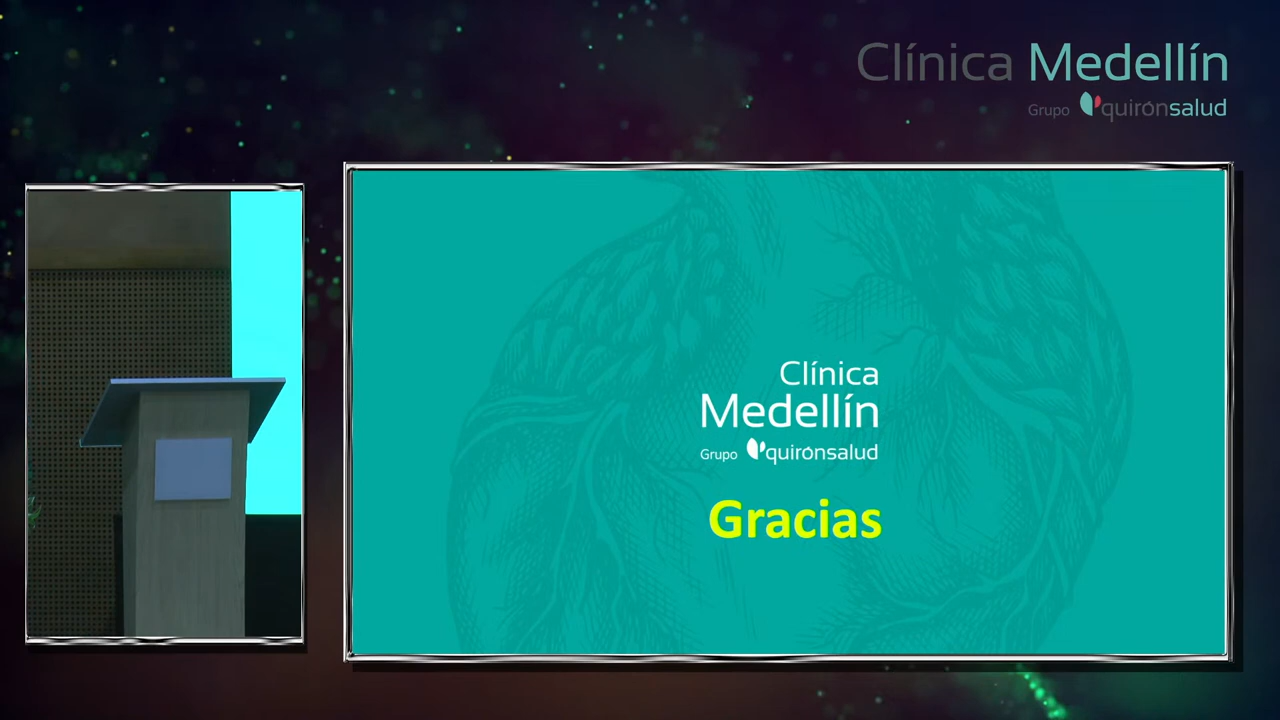 Clínica Medellín
Grupo quirónsalud
Clínica
Medellín
Grupo quirónsalud
Gracias